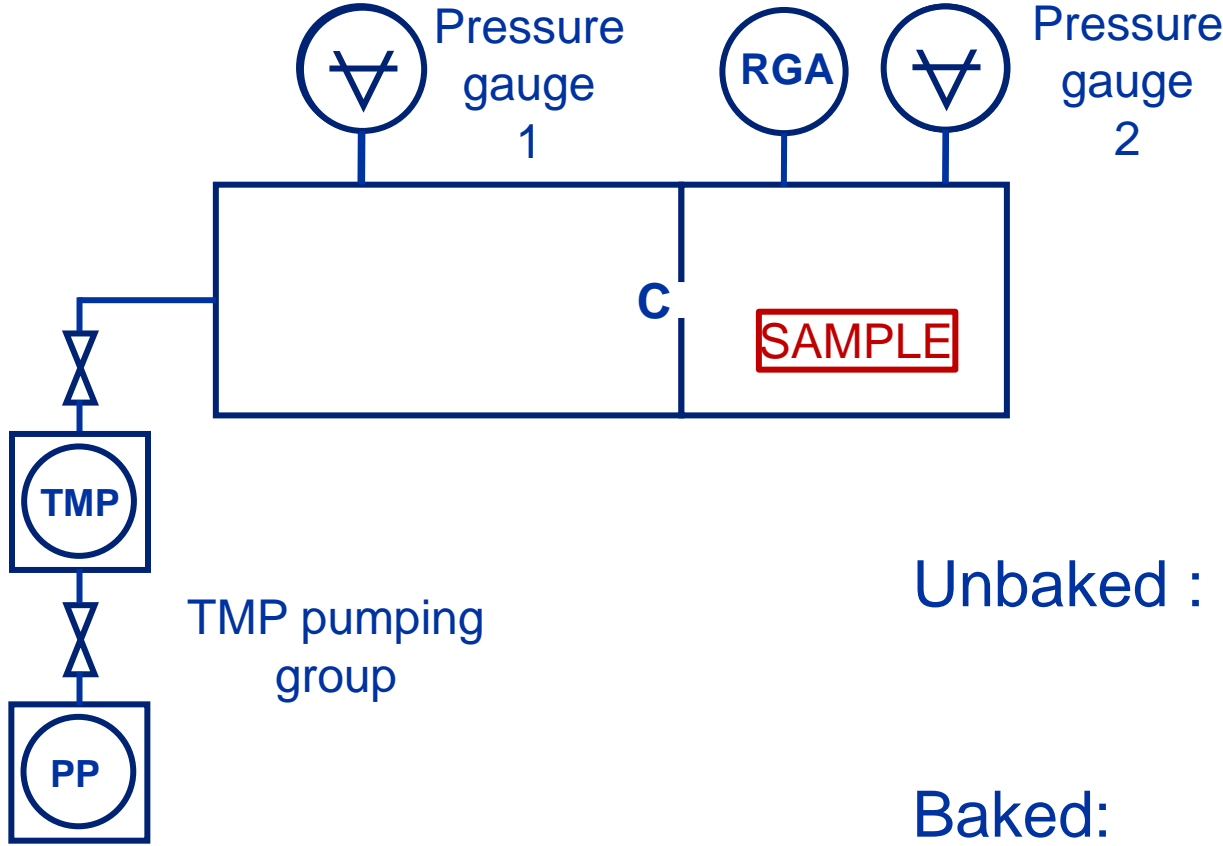 Pressure
gauge
1
RGA
Pressure
gauge
2
C
SAMPLE
TMP
TMP pumping
group
PP
Unbaked :
Baked: